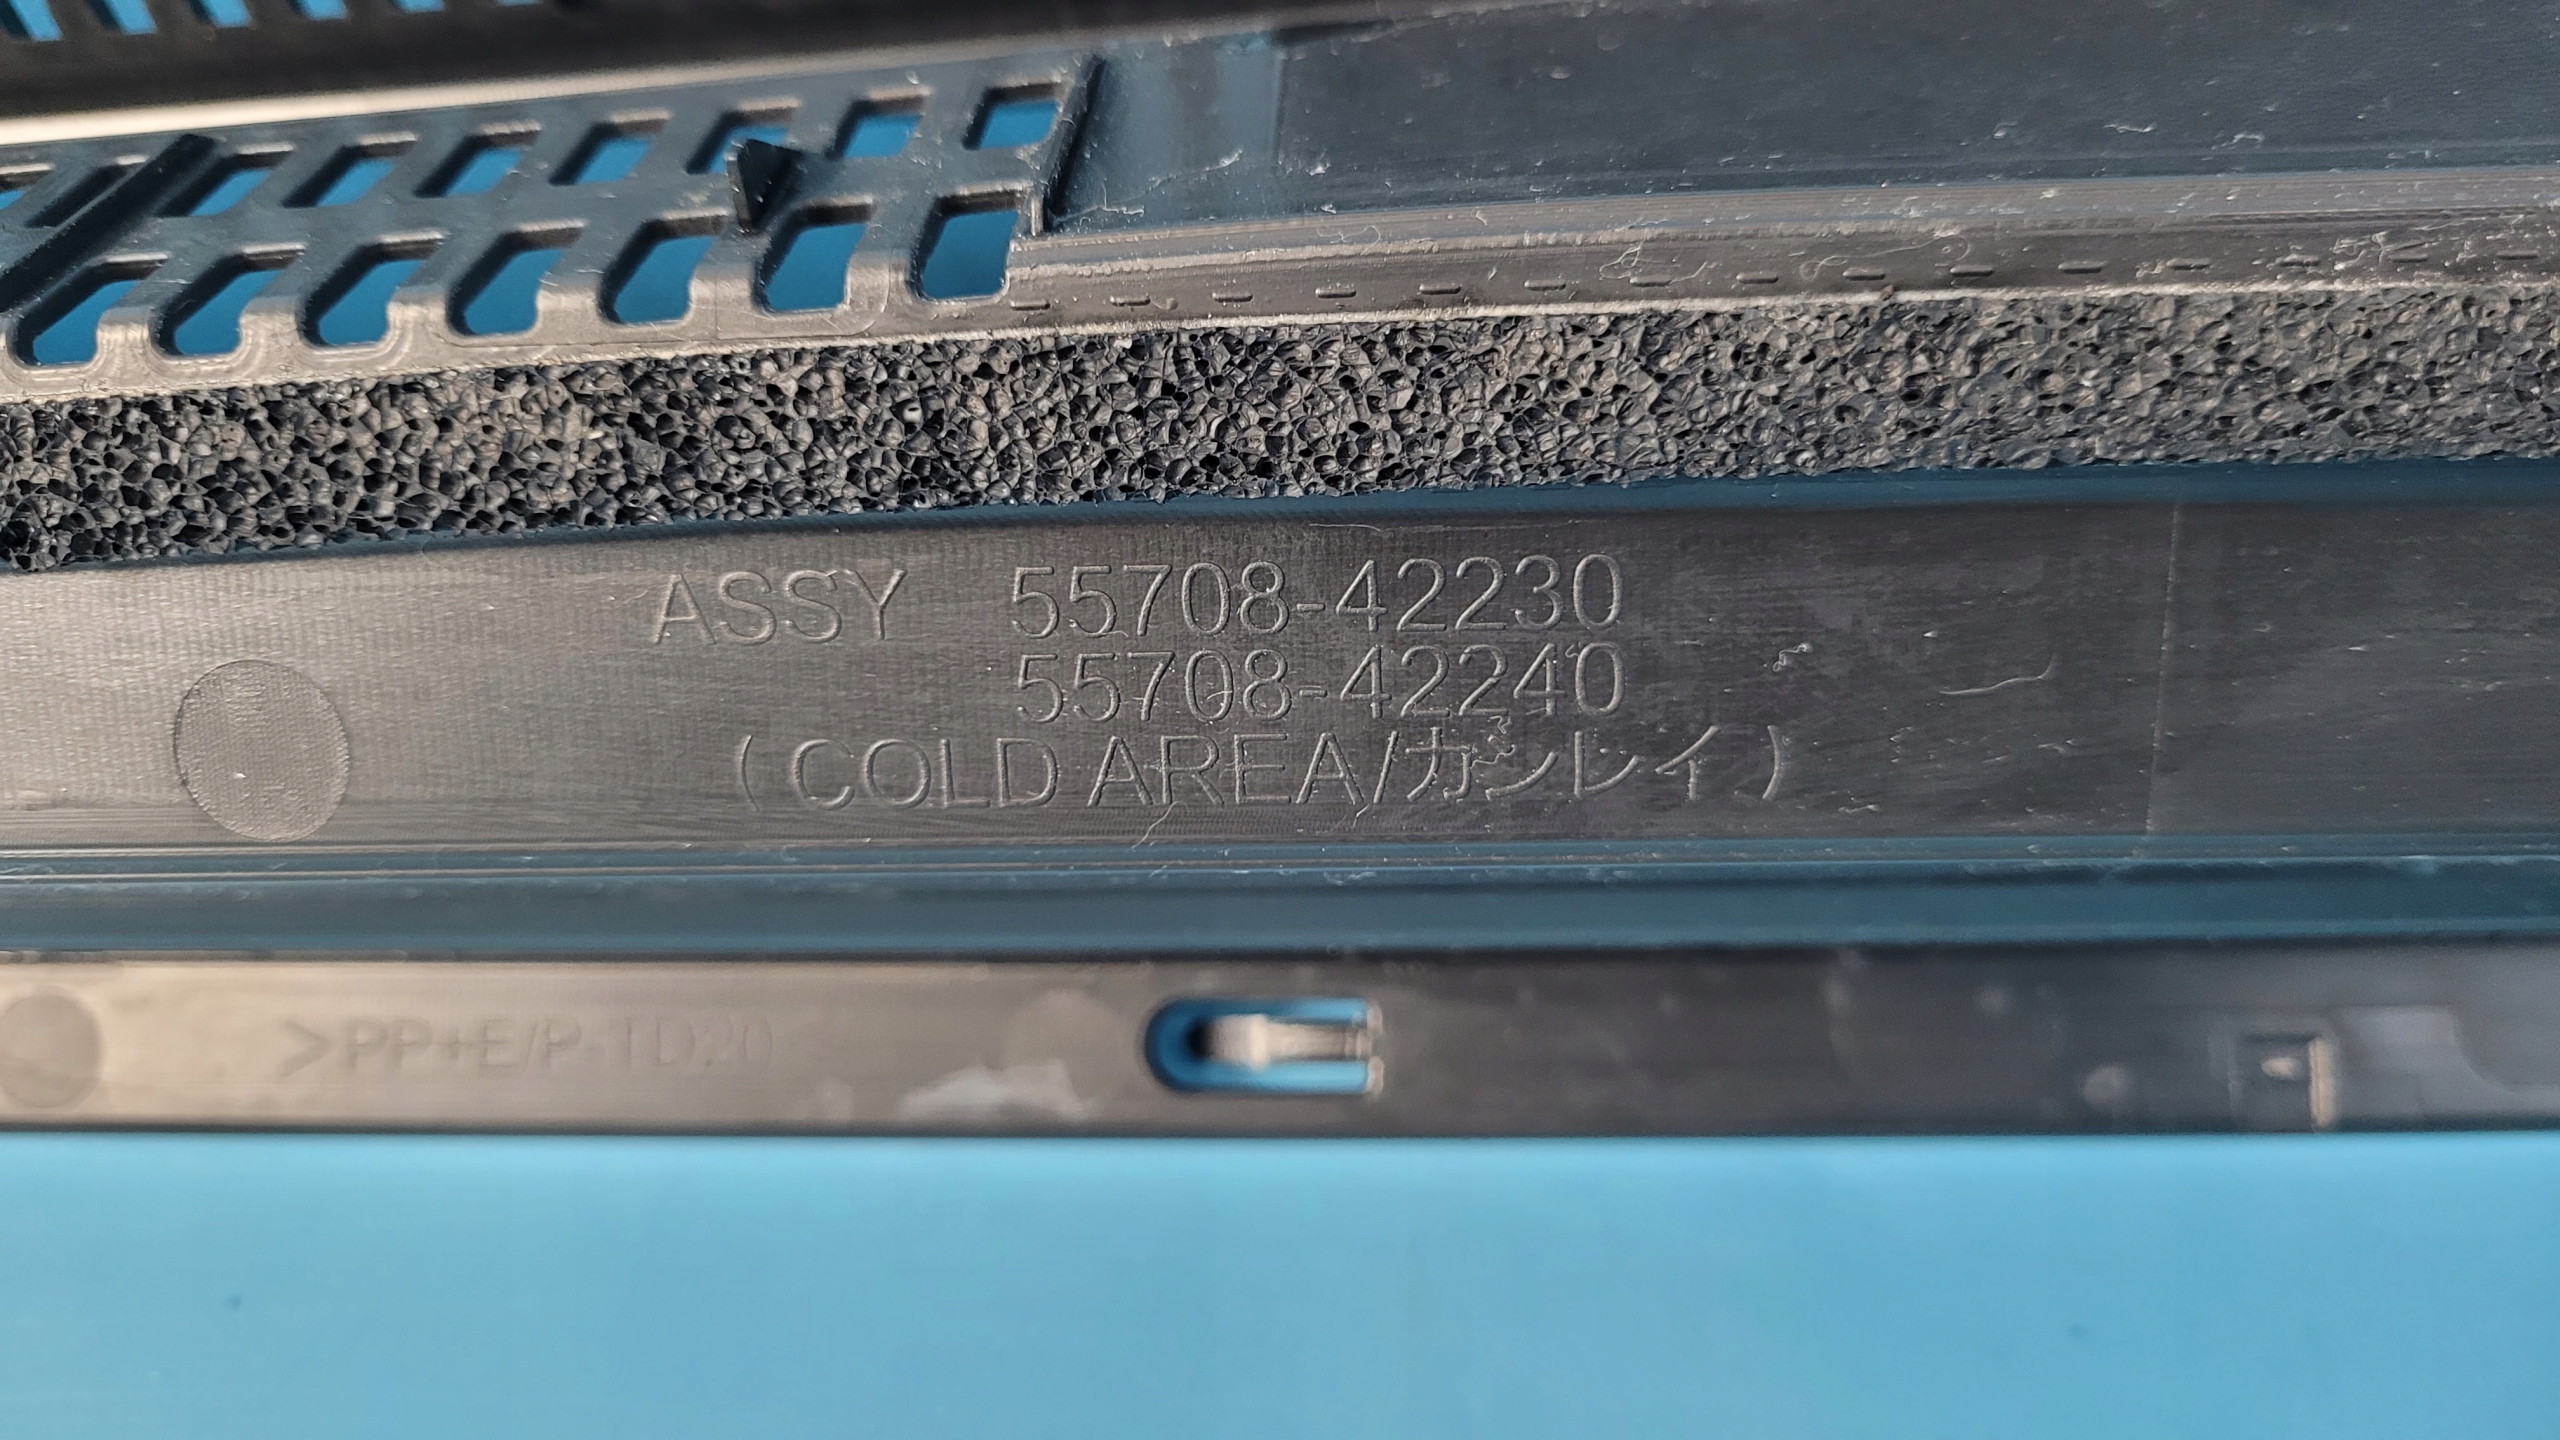 ASSY 55708-42230
55708-42240
(COLD AREA/カンレイ)
>PP+E/P-TD20